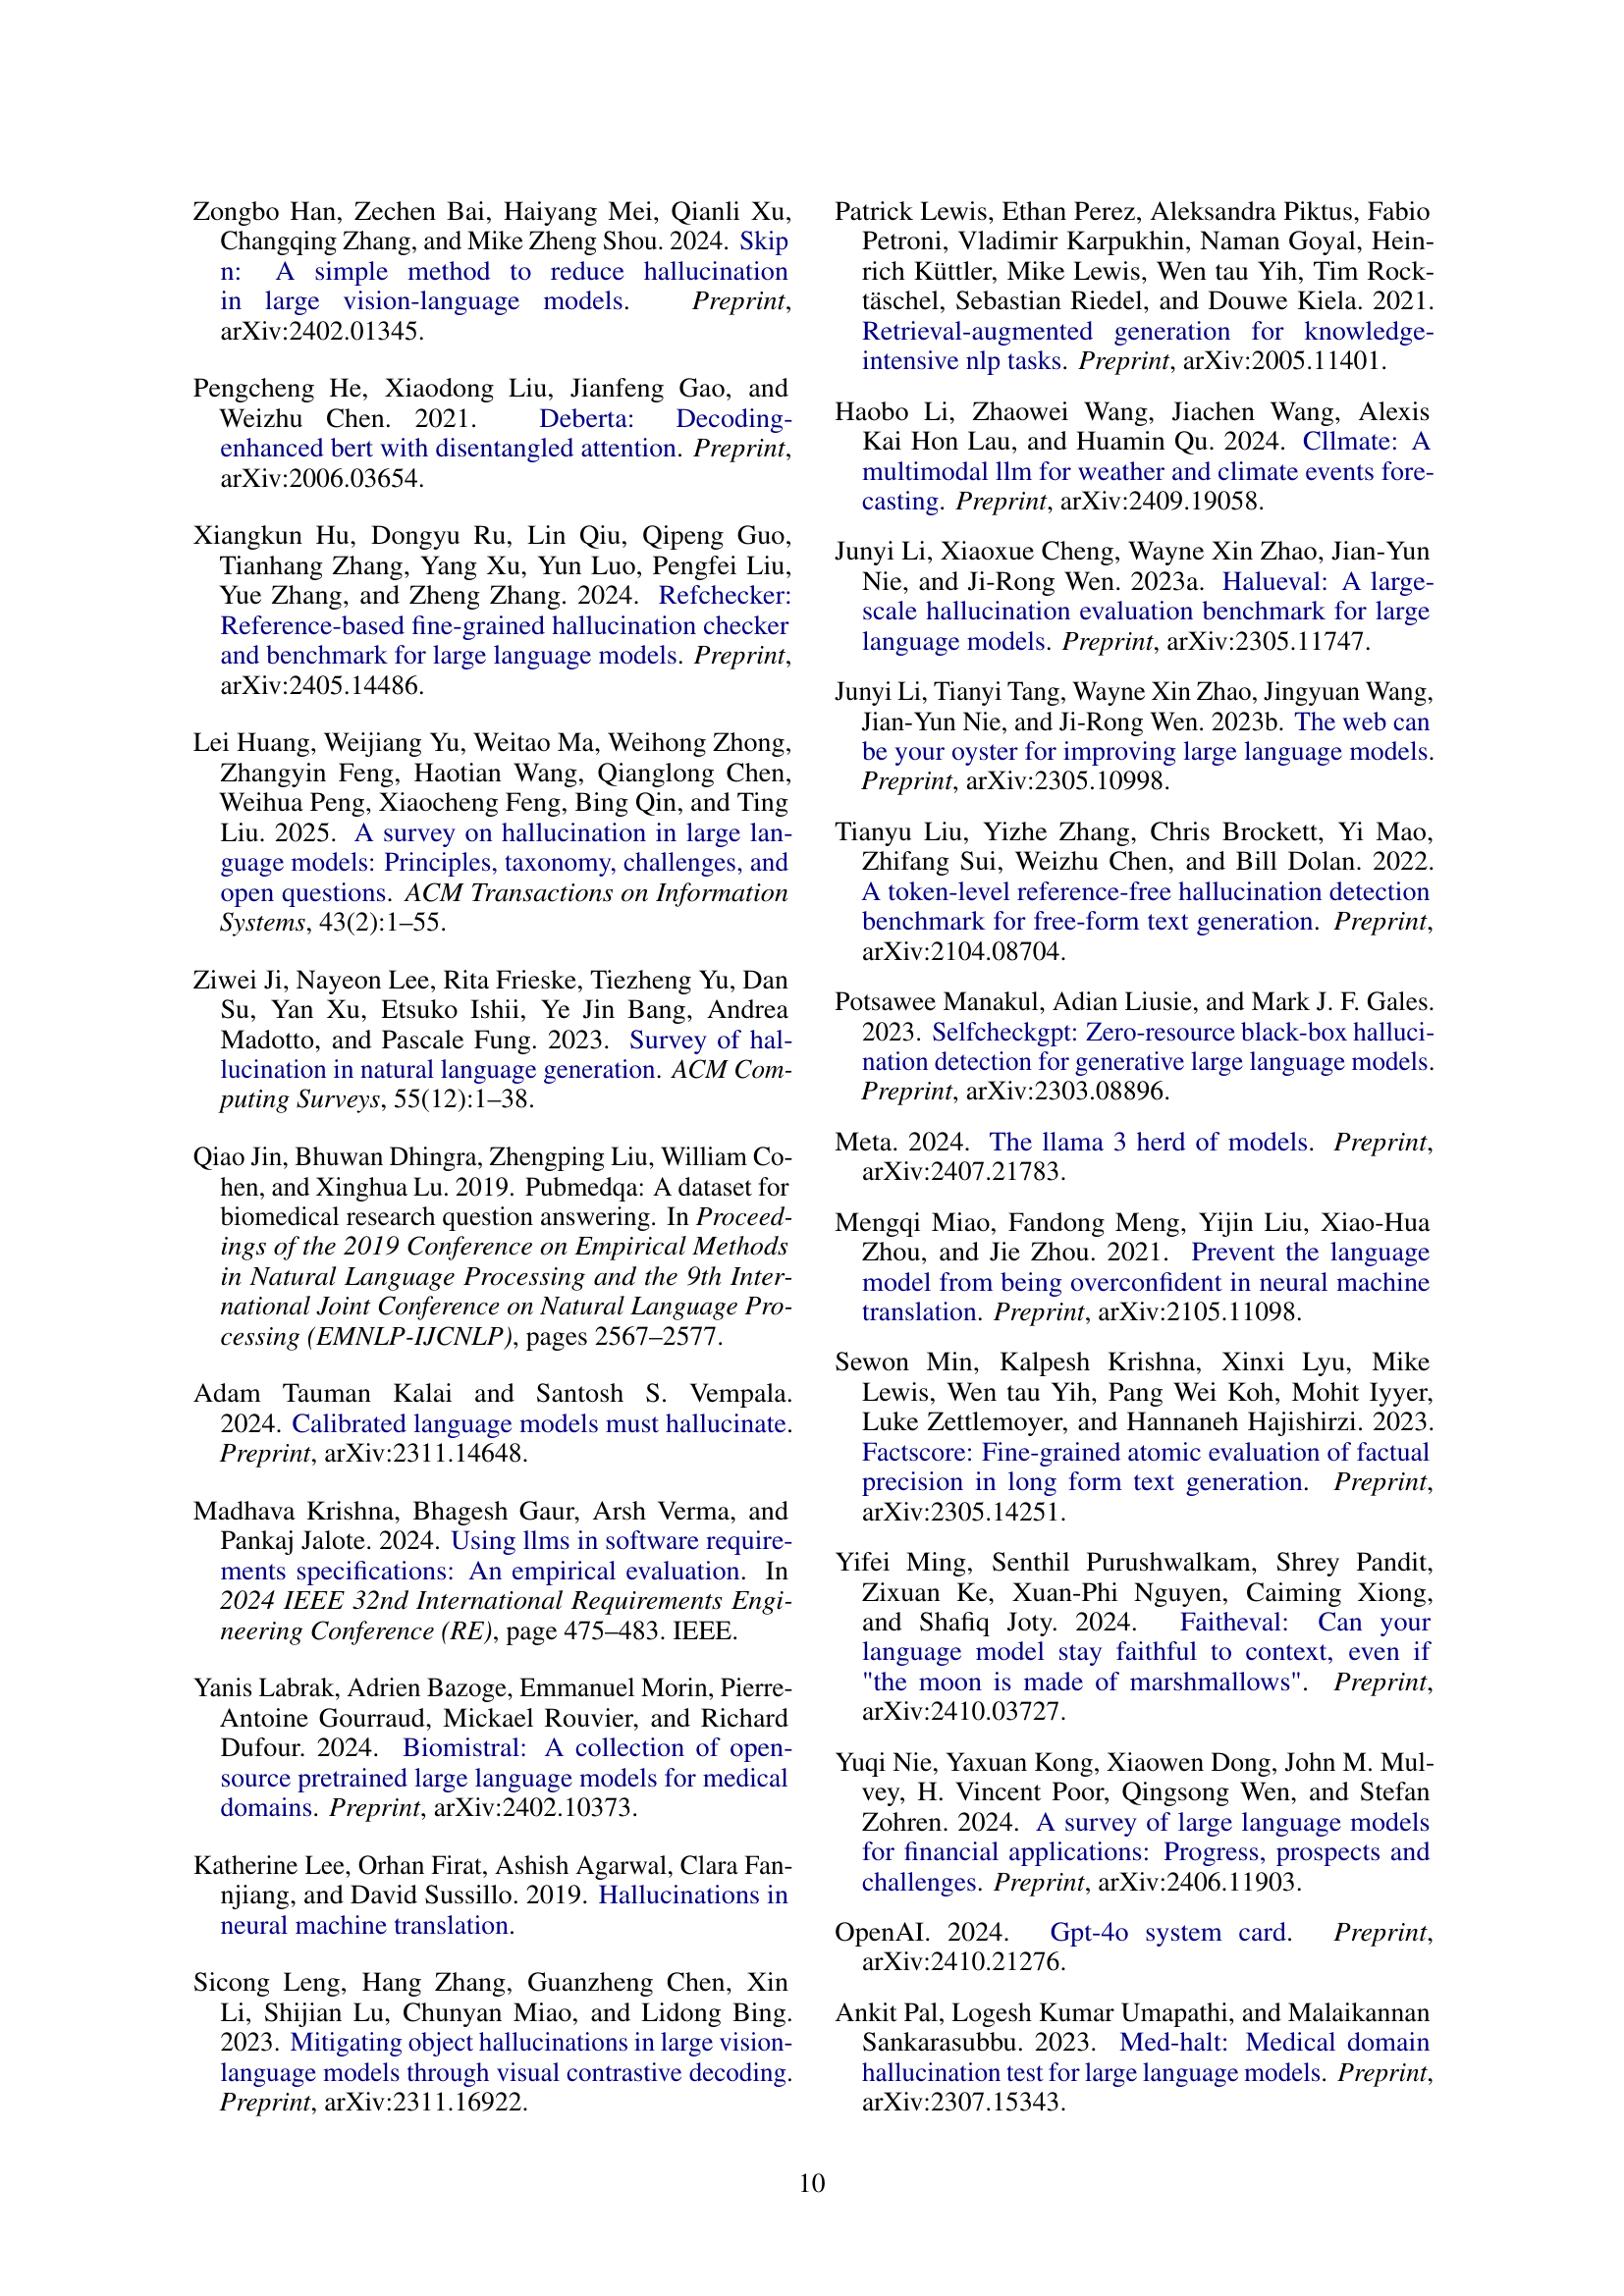 Zongbo Han, Zechen Bai, Haiyang Mei, Qianli Xu,
Changqing Zhang, and Mike Zheng Shou. 2024. Skip
n: A simple method to reduce hallucination
in large vision-language models. Preprint,
arXiv:2402.01345.
Pengcheng He, Xiaodong Liu, Jianfeng Gao, and
Weizhu Chen. 2021. Deberta: Decoding-
enhanced bert with disentangled attention. Preprint,
arXiv:2006.03654.
Xiangkun Hu, Dongyu Ru, Lin Qiu, Qipeng Guo,
Tianhang Zhang, Yang Xu, Yun Luo, Pengfei Liu,
Yue Zhang, and Zheng Zhang. 2024. Refchecker:
Reference-based fine-grained hallucination checker
and benchmark for large language models. Preprint,
arXiv:2405.14486.
Lei Huang, Weijiang Yu, Weitao Ma, Weihong Zhong,
Zhangyin Feng, Haotian Wang, Qianglong Chen,
Weihua Peng, Xiaocheng Feng, Bing Qin, and Ting
Liu. 2025. A survey on hallucination in large lan-
guage models: Principles, taxonomy, challenges, and
open questions. ACM Transactions on Information
Systems, 43(2):1–55.
Ziwei Ji, Nayeon Lee, Rita Frieske, Tiezheng Yu, Dan
Su, Yan Xu, Etsuko Ishii, Ye Jin Bang, Andrea
Madotto, and Pascale Fung. 2023. Survey of hal-
lucination in natural language generation. ACM Com-
puting Surveys, 55(12):1–38.
Qiao Jin, Bhuwan Dhingra, Zhengping Liu, William Co-
hen, and Xinghua Lu. 2019. Pubmedqa: A dataset for
biomedical research question answering. In Proceed-
ings of the 2019 Conference on Empirical Methods
in Natural Language Processing and the 9th Inter-
national Joint Conference on Natural Language Pro-
cessing (EMNLP-IJCNLP), pages 2567–2577.
Adam Tauman Kalai and Santosh S. Vempala.
2024. Calibrated language models must hallucinate.
Preprint, arXiv:2311.14648.
Madhava Krishna, Bhagesh Gaur, Arsh Verma, and
Pankaj Jalote. 2024. Using llms in software require-
ments specifications: An empirical evaluation. In
2024 IEEE 32nd International Requirements Engi-
neering Conference (RE), page 475–483. IEEE.
Yanis Labrak, Adrien Bazoge, Emmanuel Morin, Pierre-
Antoine Gourraud, Mickael Rouvier, and Richard
Dufour. 2024. Biomistral: A collection of open-
source pretrained large language models for medical
domains. Preprint, arXiv:2402.10373.
Katherine Lee, Orhan Firat, Ashish Agarwal, Clara Fan-
njiang, and David Sussillo. 2019. Hallucinations in
neural machine translation.
Sicong Leng, Hang Zhang, Guanzheng Chen, Xin
Li, Shijian Lu, Chunyan Miao, and Lidong Bing.
2023. Mitigating object hallucinations in large vision-
language models through visual contrastive decoding.
Preprint, arXiv:2311.16922.
Patrick Lewis, Ethan Perez, Aleksandra Piktus, Fabio
Petroni, Vladimir Karpukhin, Naman Goyal, Hein-
rich Küttler, Mike Lewis, Wen tau Yih, Tim Rock-
täschel, Sebastian Riedel, and Douwe Kiela. 2021.
Retrieval-augmented generation for knowledge-
intensive nlp tasks. Preprint, arXiv:2005.11401.
Haobo Li, Zhaowei Wang, Jiachen Wang, Alexis
Kai Hon Lau, and Huamin Qu. 2024. Cllmate: A
multimodal llm for weather and climate events fore-
casting. Preprint, arXiv:2409.19058.
Junyi Li, Xiaoxue Cheng, Wayne Xin Zhao, Jian-Yun
Nie, and Ji-Rong Wen. 2023a. Halueval: A large-
scale hallucination evaluation benchmark for large
language models. Preprint, arXiv:2305.11747.
Junyi Li, Tianyi Tang, Wayne Xin Zhao, Jingyuan Wang,
Jian-Yun Nie, and Ji-Rong Wen. 2023b. The web can
be your oyster for improving large language models.
Preprint, arXiv:2305.10998.
Tianyu Liu, Yizhe Zhang, Chris Brockett, Yi Mao,
Zhifang Sui, Weizhu Chen, and Bill Dolan. 2022.
A token-level reference-free hallucination detection
benchmark for free-form text generation. Preprint,
arXiv:2104.08704.
Potsawee Manakul, Adian Liusie, and Mark J. F. Gales.
2023. Selfcheckgpt: Zero-resource black-box halluci-
nation detection for generative large language models.
Preprint, arXiv:2303.08896.
Meta. 2024. The llama 3 herd of models. Preprint,
arXiv:2407.21783.
Mengqi Miao, Fandong Meng, Yijin Liu, Xiao-Hua
Zhou, and Jie Zhou. 2021. Prevent the language
model from being overconfident in neural machine
translation. Preprint, arXiv:2105.11098.
Sewon Min, Kalpesh Krishna, Xinxi Lyu, Mike
Lewis, Wen tau Yih, Pang Wei Koh, Mohit Iyyer,
Luke Zettlemoyer, and Hannaneh Hajishirzi. 2023.
Factscore: Fine-grained atomic evaluation of factual
precision in long form text generation. Preprint,
arXiv:2305.14251.
Yifei Ming, Senthil Purushwalkam, Shrey Pandit,
Zixuan Ke, Xuan-Phi Nguyen, Caiming Xiong,
and Shafiq Joty. 2024. Faitheval: Can your
language model stay faithful to context, even if
"the moon is made of marshmallows". Preprint,
arXiv:2410.03727.
Yuqi Nie, Yaxuan Kong, Xiaowen Dong, John M. Mul-
vey, H. Vincent Poor, Qingsong Wen, and Stefan
Zohren. 2024. A survey of large language models
for financial applications: Progress, prospects and
challenges. Preprint, arXiv:2406.11903.
OpenAI. 2024. Gpt-4o system card. Preprint,
arXiv:2410.21276.
Ankit Pal, Logesh Kumar Umapathi, and Malaikannan
Sankarasubbu. 2023. Med-halt: Medical domain
hallucination test for large language models. Preprint,
arXiv:2307.15343.
10